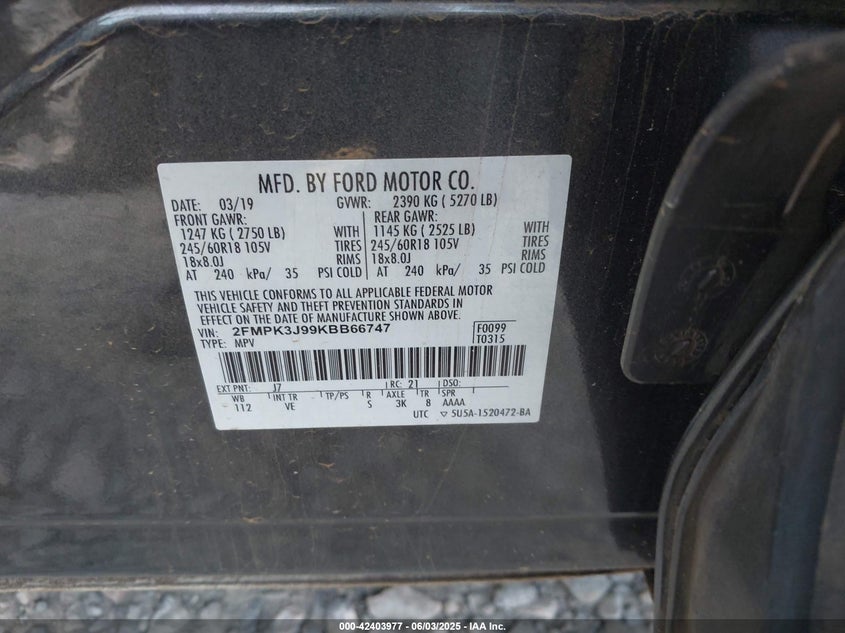 MFD. BY FORD MOTOR CO.
DATE: 03/19 GVWR: 2390 KG ( 5270 LB)
FRONT GAWR: REAR GAWR:
1247 KG ( 2750 LB) WITH 1145 KG ( 2525 LB) WITH
245/60R18 105V TIRES 245/60R18 105V TIRES
18x8.0J RIMS 18x8.0J RIMS
AT 240 kPa/ 35 PSI COLD AT 240 kPa/ 35 PSI COLD
THIS VEHICLE CONFORMS TO ALL APPLICABLE FEDERAL MOTOR
VEHICLE SAFETY AND THEFT PREVENTION STANDARDS IN
EFFECT ON THE DATE OF MANUFACTURE SHOWN ABOVE.
VIN: 2FMPK3J99KBB66747 F0099
TYPE: MPV T0315
EXT PNT: J7 RC: 21 DSO:
WB INT TR TP/PS R AXLE TR SPR
112 VE S 3K 8 AAAA
UTC ▽ 5U5A-1520472-BA
000-42403977 - 06/03/2025 - IAA Inc.